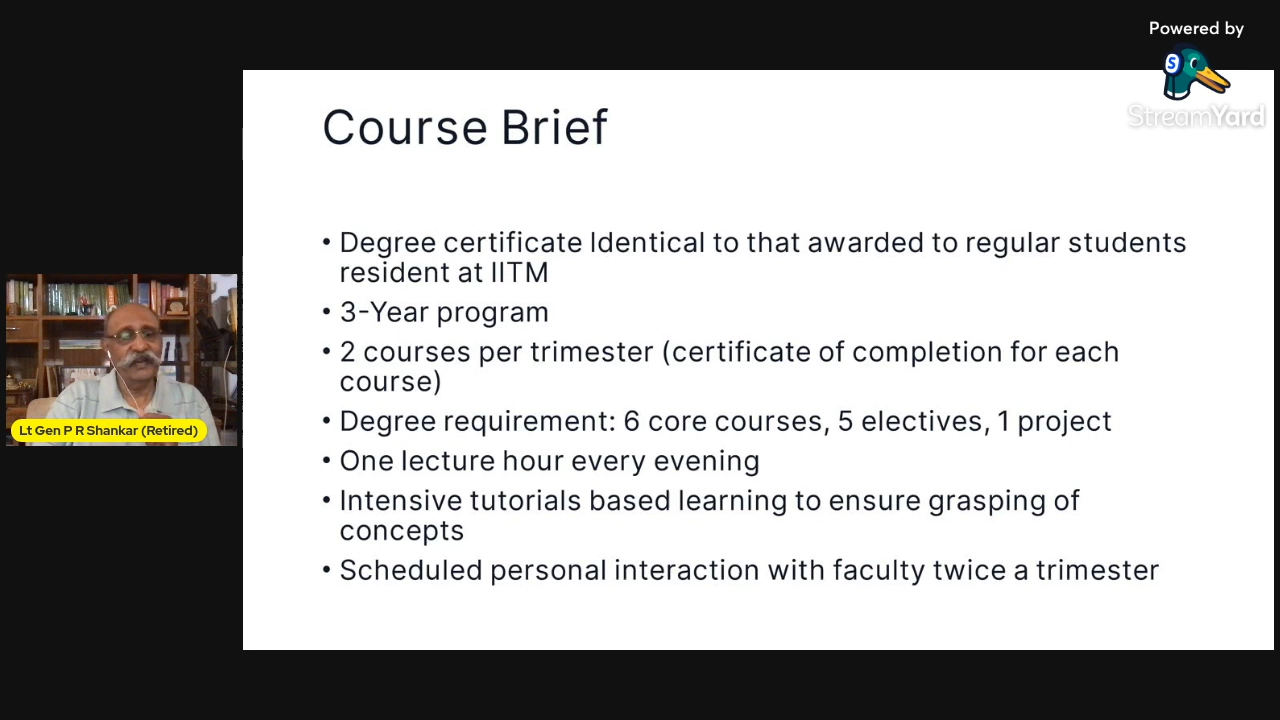 Powered by
StreamYard
Course Brief
• Degree certificate Identical to that awarded to regular students
resident at IITM
• 3-Year program
• 2 courses per trimester (certificate of completion for each
course)
• Degree requirement: 6 core courses, 5 electives, 1 project
• One lecture hour every evening
• Intensive tutorials based learning to ensure grasping of
concepts
• Scheduled personal interaction with faculty twice a trimester
Lt Gen P R Shankar (Retired)